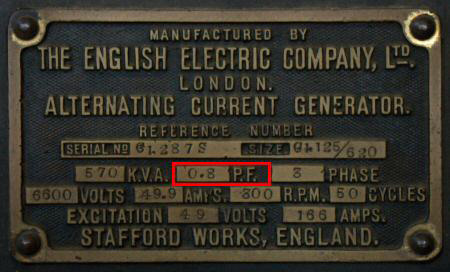 MANUFACTURED BY
THE ENGLISH ELECTRIC COMPANY, LTD.
LONDON.
ALTERNATING CURRENT GENERATOR.
REFERENCE NUMBER
SERIAL NO G1.287S SIZE G1.125/620
570 K.V.A. 0.8 P.F. 3 PHASE
6600 VOLTS 49.9 AMPS. 300 R.P.M. 50 CYCLES
EXCITATION 49 VOLTS 166 AMPS.
STAFFORD WORKS, ENGLAND.